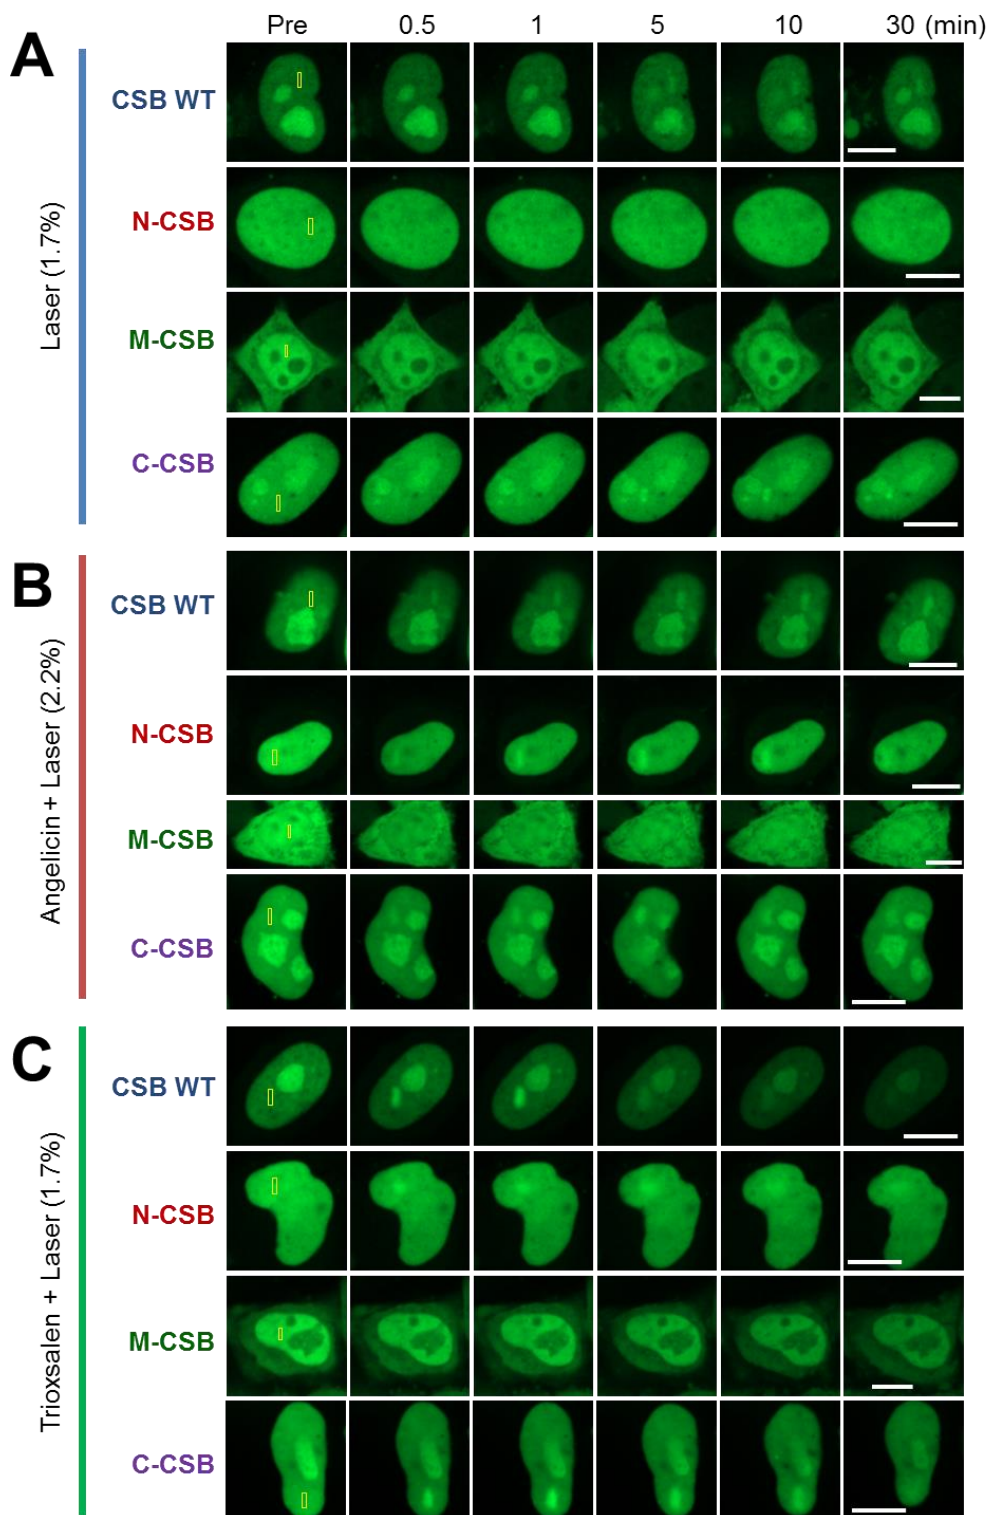 Pre 0.5 1 5 10 30 (min)
A
Laser (1.7%)
CSB WT
N-CSB
M-CSB
C-CSB
B
Angelicin + Laser (2.2%)
CSB WT
N-CSB
M-CSB
C-CSB
C
Trioxsalen + Laser (1.7%)
CSB WT
N-CSB
M-CSB
C-CSB